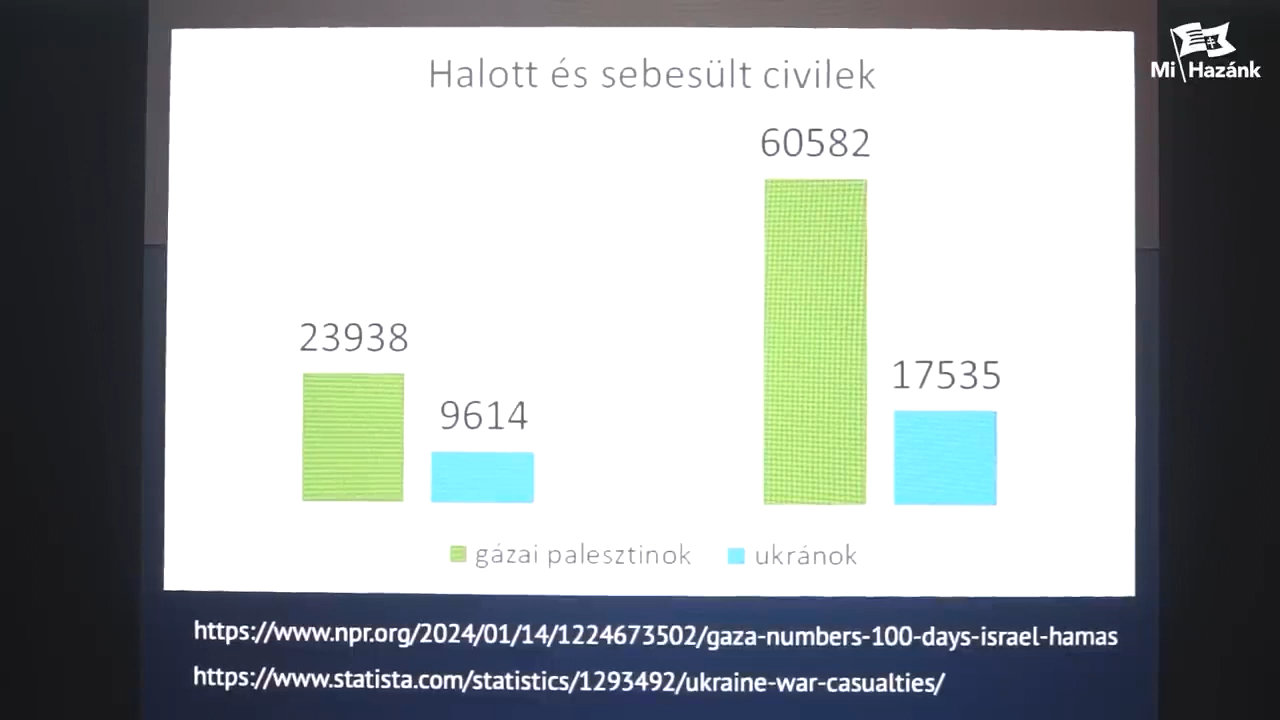 Halott és sebesült civilek
Mi Hazánk
60582
23938
17535
9614
gázai palesztinok
ukránok
https://www.npr.org/2024/01/14/1224673502/gaza-numbers-100-days-israel-hamas
https://www.statista.com/statistics/1293492/ukraine-war-casualties/